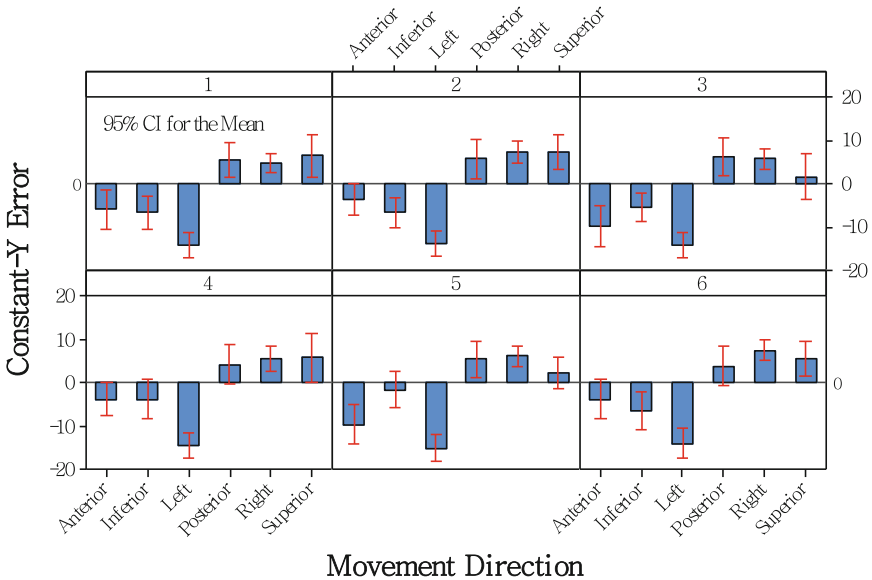 Anterior
Inferior
Left
Posterior
Right
Superior
1
2
3
95% CI for the Mean
0
20
10
0
-10
-20
Constant-Y Error
4
5
6
20
10
0
-10
-20
0
Anterior
Inferior
Left
Posterior
Right
Superior
Anterior
Inferior
Left
Posterior
Right
Superior
Movement Direction